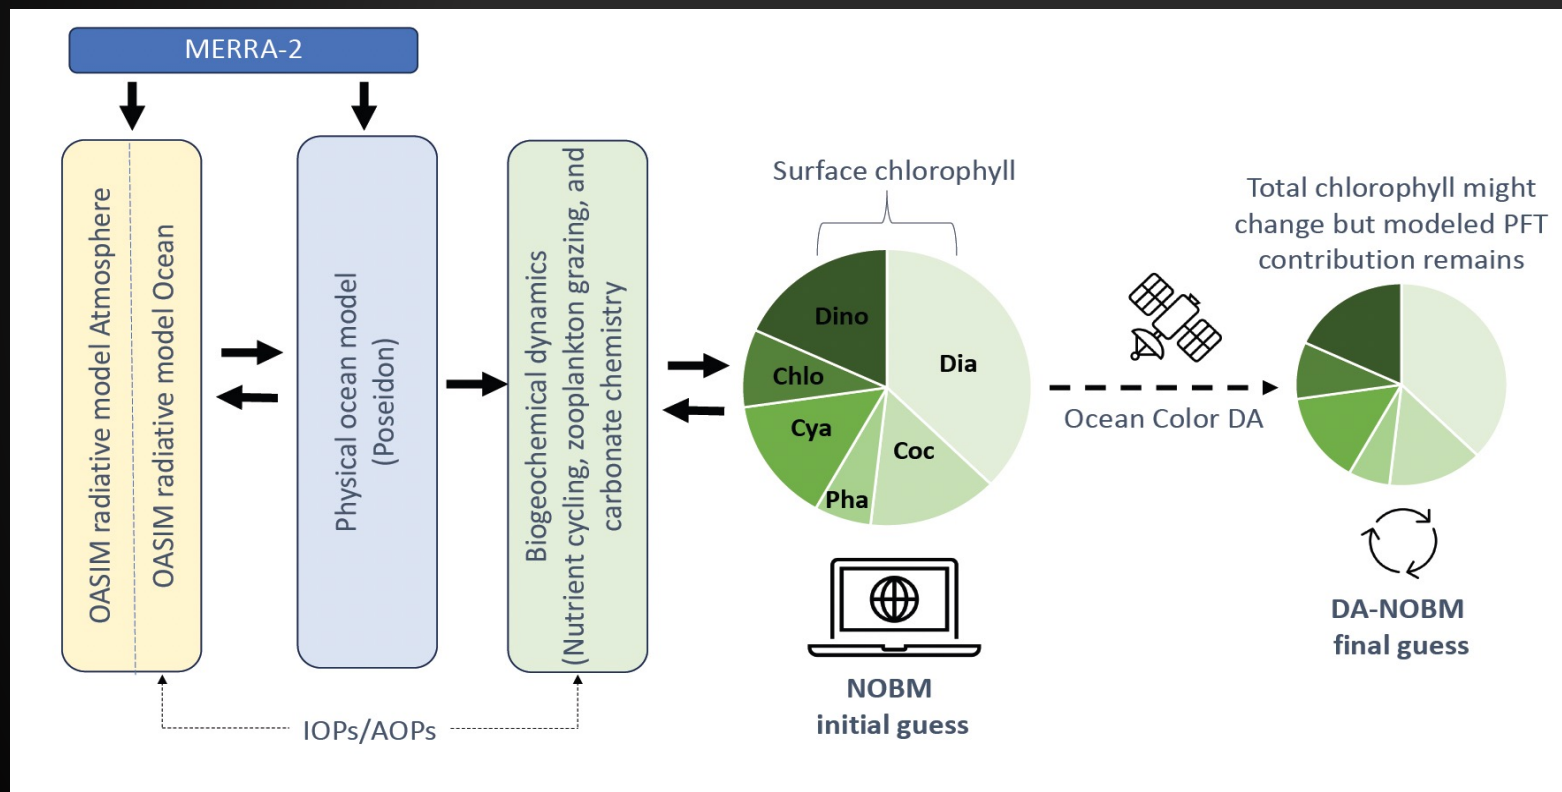 MERRA-2
OASIM radiative model Atmosphere
OASIM radiative model Ocean
Physical ocean model
(Poseidon)
Biogeochemical dynamics
(Nutrient cycling, zooplankton grazing, and
carbonate chemistry
IOPs/AOPs
Surface chlorophyll
Dino
Dia
Chlo
Cya
Coc
Pha
NOBM
initial guess
Ocean Color DA
Total chlorophyll might
change but modeled PFT
contribution remains
DA-NOBM
final guess